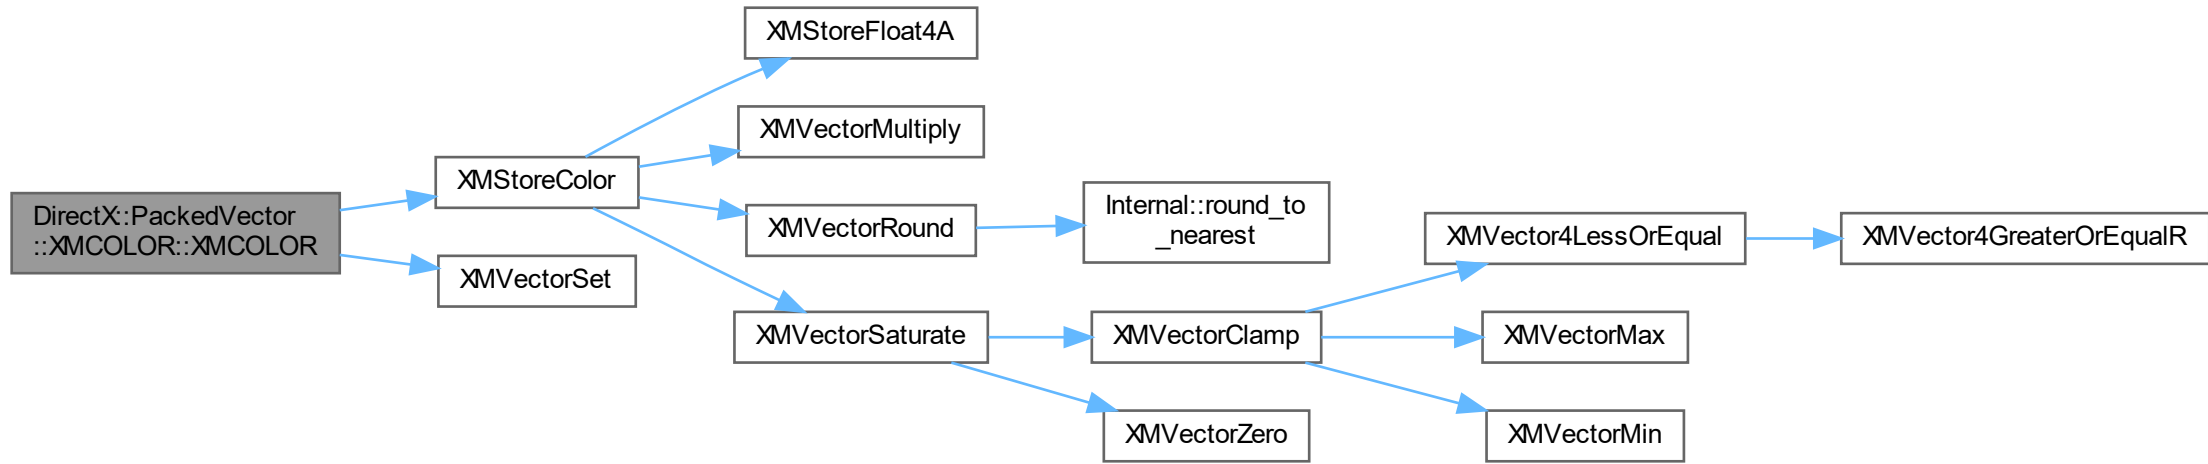 DirectX::PackedVector
::XMCOLOR::XMCOLOR
XMStoreColor
XMVectorSet
XMStoreFloat4A
XMVectorMultiply
XMVectorRound
XMVectorSaturate
Internal::round_to
_nearest
XMVectorClamp
XMVectorZero
XMVector4LessOrEqual
XMVectorMax
XMVectorMin
XMVector4GreaterOrEqualR